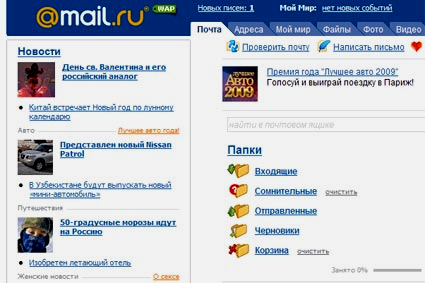 @mail.ru WAP
Новых писем: 1 Мой Мир: нет новых событий
Почта Адреса Мой мир Файлы Фото Видео
Проверить почту Написать письмо
Новости
День св. Валентина и его
российский аналог
Китай встречает Новый год по лунному
календарю
Авто Лучшее авто года!
Представлен новый Nissan
Patrol
В Узбекистане будут выпускать новый
«мини-автомобиль»
Путешествия
50-градусные морозы идут
на Россию
Изобретен летающий отель
Женские новости О сексе
лучшее
Авто
2009
Премия года "Лучшее авто 2009"
Голосуй и выиграй поездку в Париж!
найти в почтовом ящике
Папки
Входящие
Сомнительные очистить
Отправленные
Черновики
Корзина очистить
Занято 0%